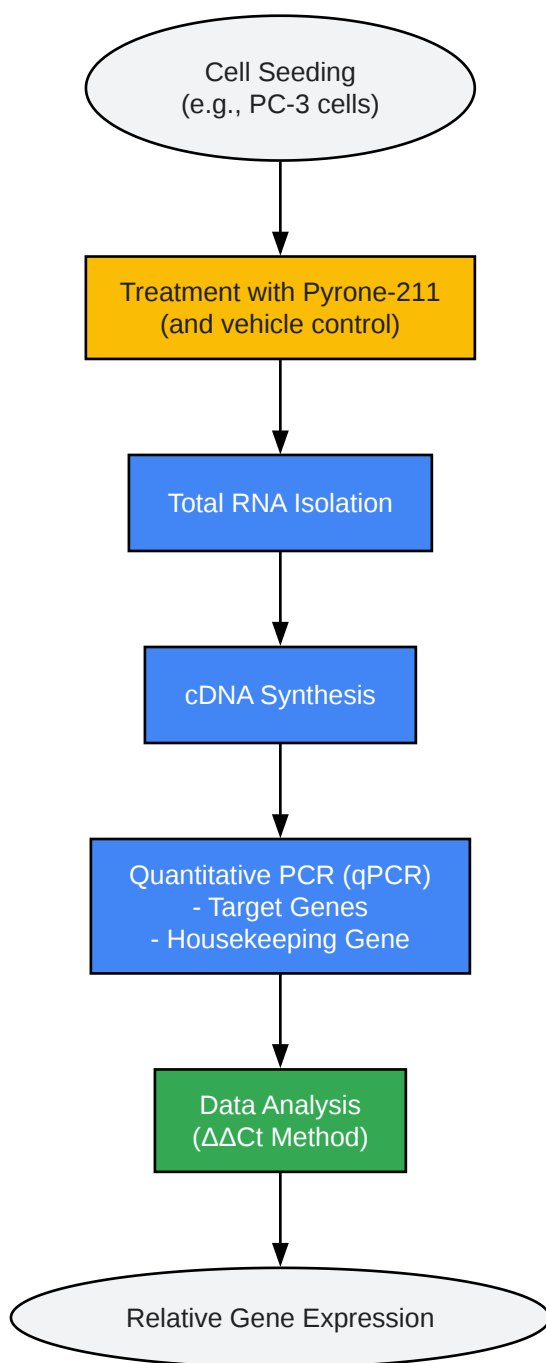 Cell Seeding
(e.g., PC-3 cells)
Treatment with Pyrone-211
(and vehicle control)
Total RNA Isolation
cDNA Synthesis
Quantitative PCR (qPCR)
- Target Genes
- Housekeeping Gene
Data Analysis
(ΔΔCt Method)
Relative Gene Expression